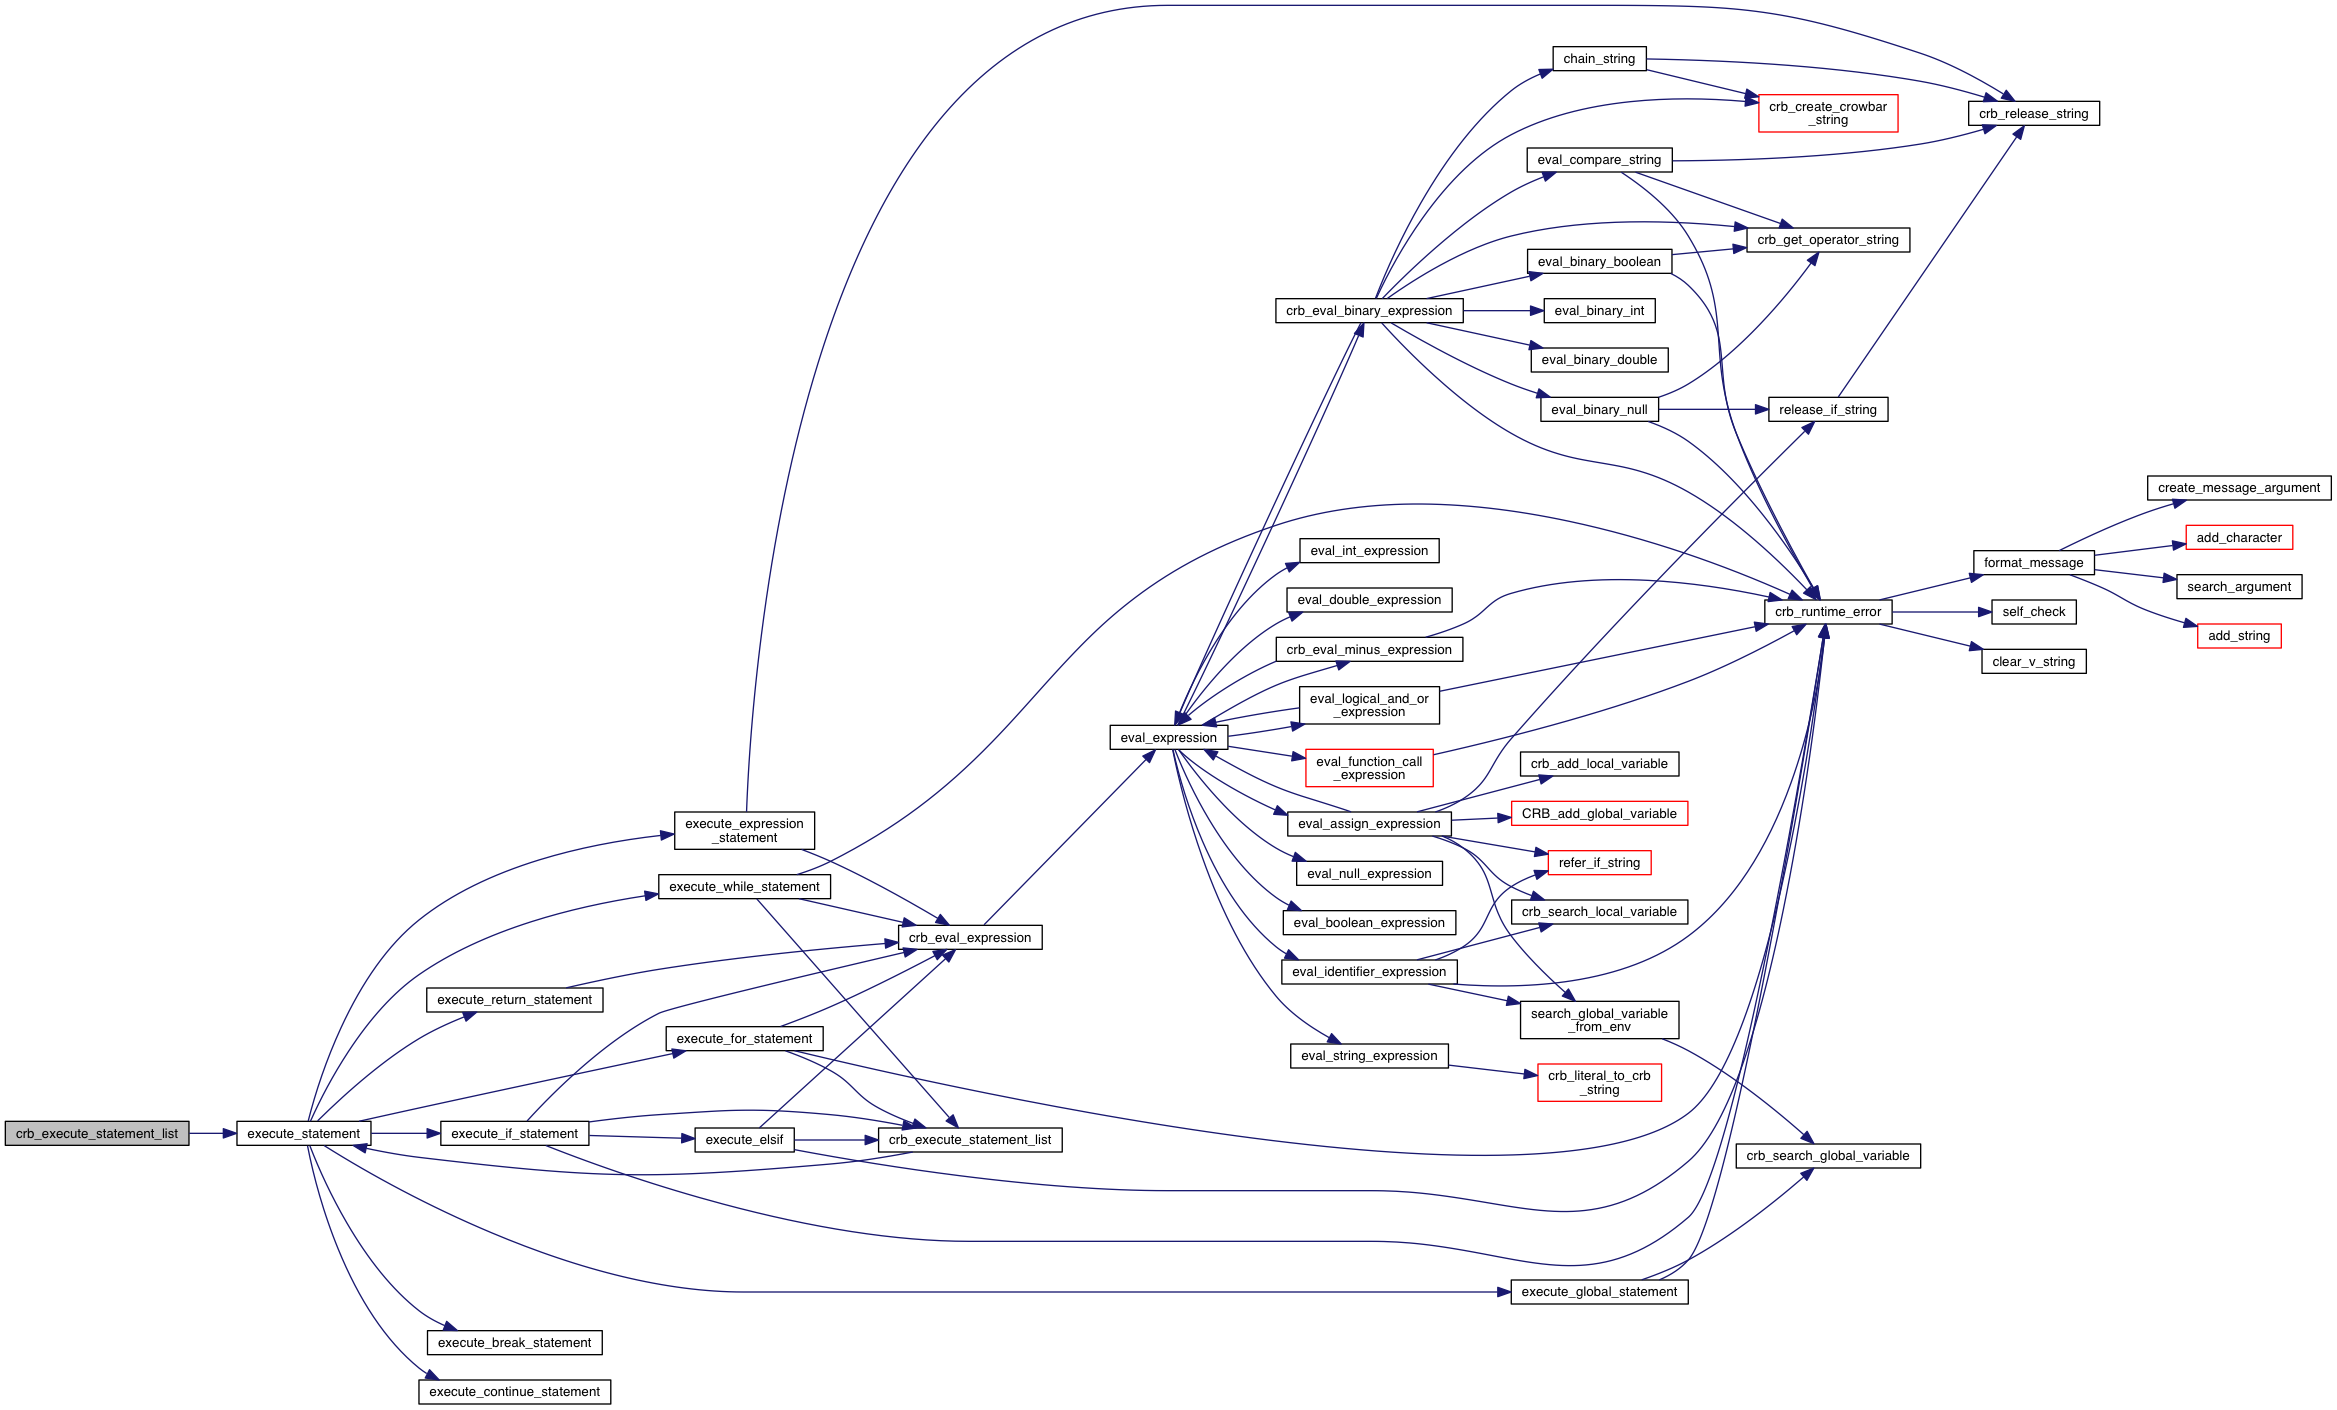 crb_execute_statement_list
execute_statement
execute_expression
_statement
execute_while_statement
execute_return_statement
execute_for_statement
execute_if_statement
execute_elsif
execute_break_statement
execute_continue_statement
crb_eval_expression
crb_execute_statement_list
eval_expression
crb_eval_binary_expression
eval_int_expression
eval_double_expression
crb_eval_minus_expression
eval_logical_and_or
_expression
eval_function_call
_expression
eval_assign_expression
eval_null_expression
eval_boolean_expression
eval_identifier_expression
eval_string_expression
chain_string
eval_compare_string
eval_binary_boolean
eval_binary_int
eval_binary_double
eval_binary_null
crb_add_local_variable
CRB_add_global_variable
refer_if_string
crb_search_local_variable
search_global_variable
_from_env
crb_literal_to_crb
_string
execute_global_statement
crb_create_crowbar
_string
crb_get_operator_string
release_if_string
crb_runtime_error
crb_search_global_variable
crb_release_string
format_message
self_check
clear_v_string
create_message_argument
add_character
search_argument
add_string